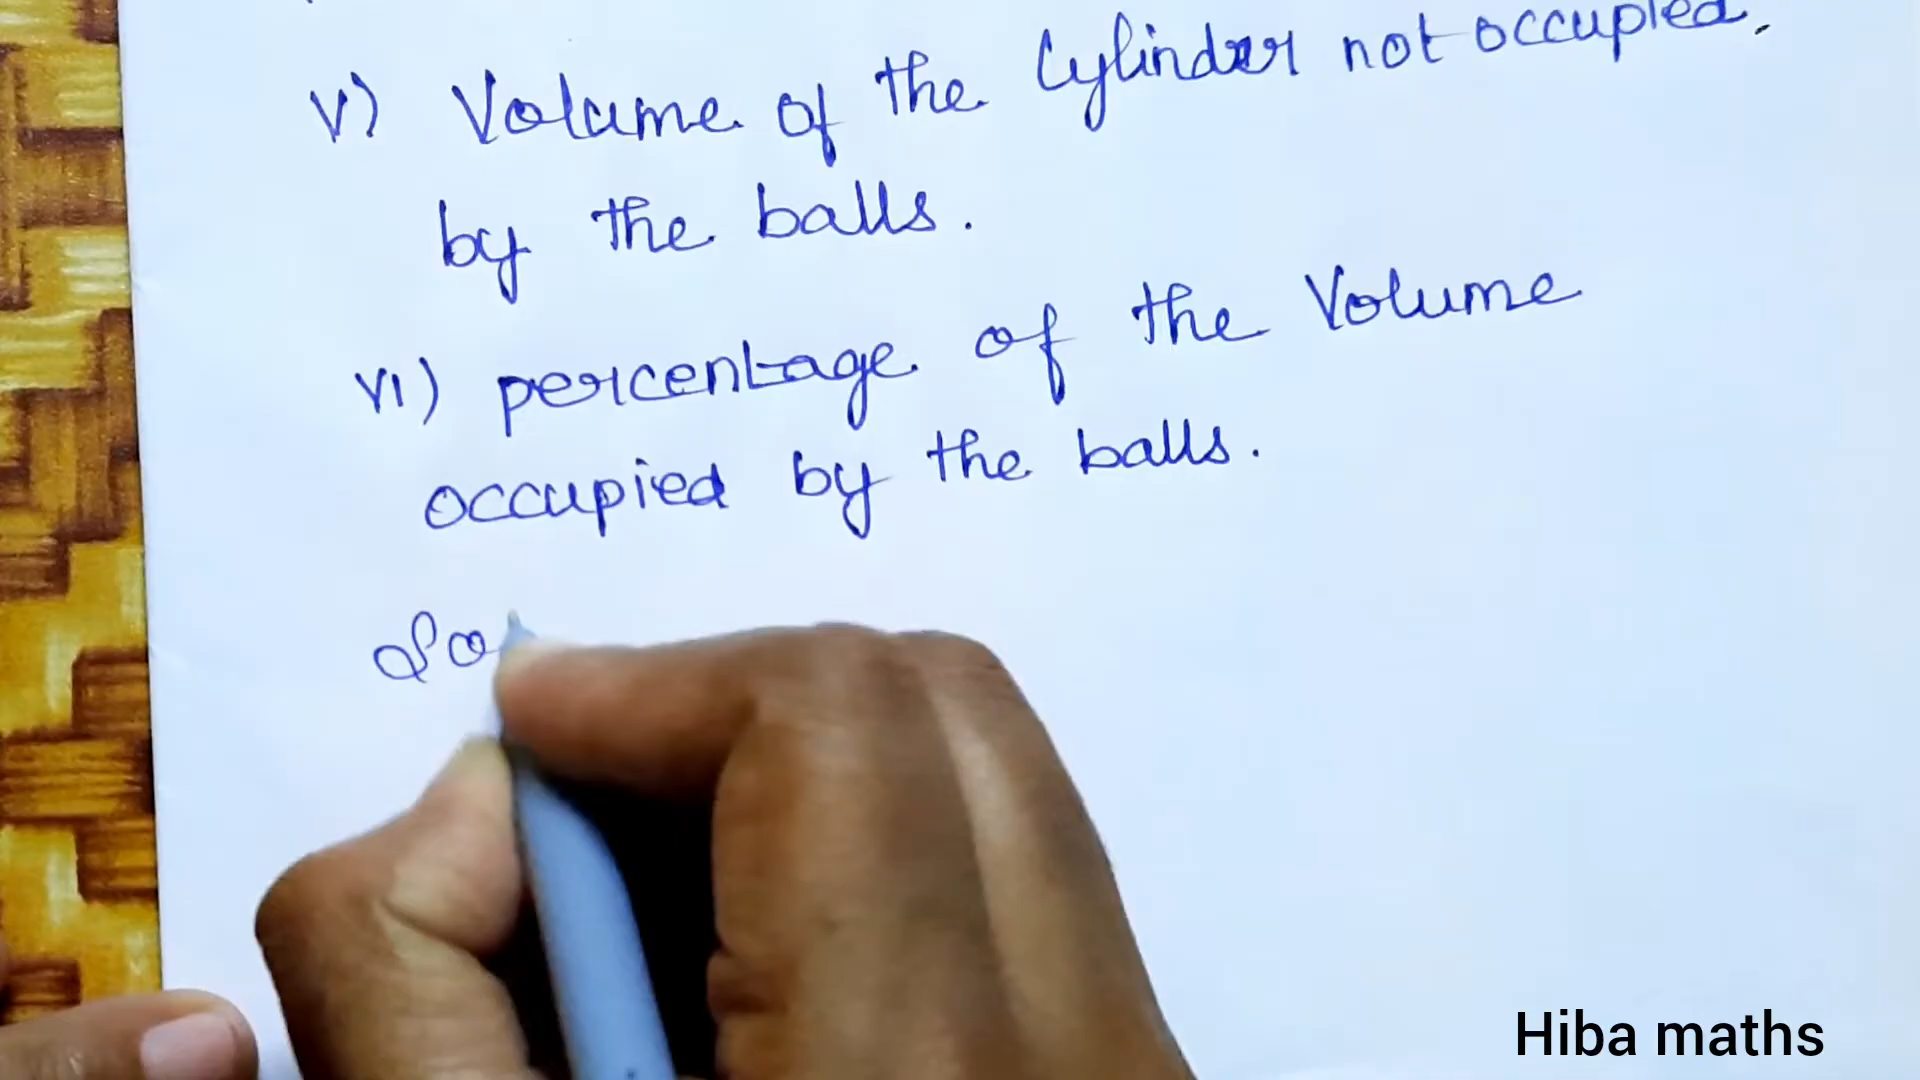 v) Volume of the Cylinder not occupied
by the balls.
vi) percentage of the Volume
occupied by the balls.
So
Hiba maths